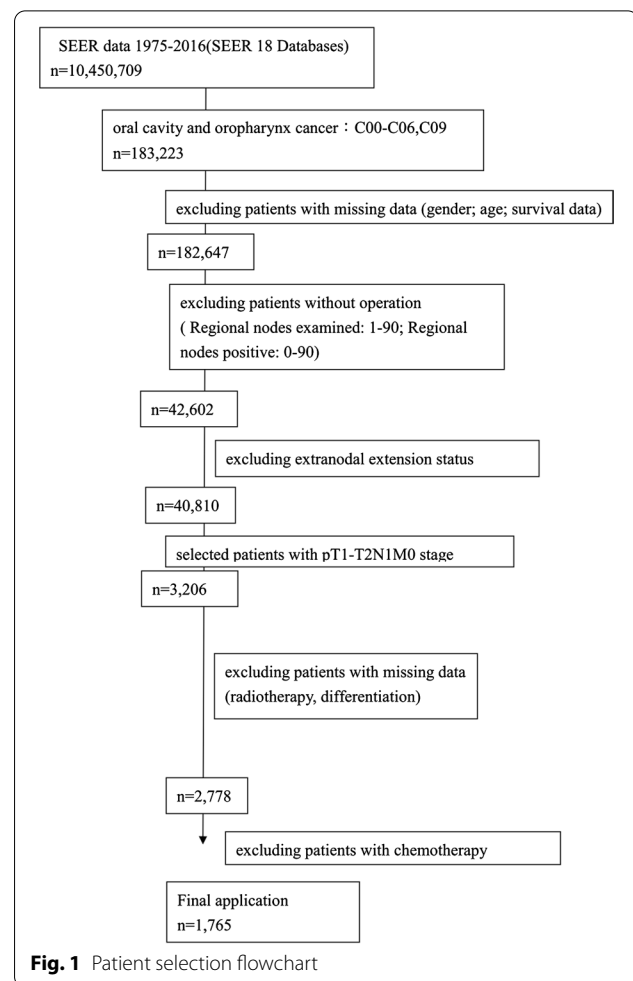 SEER data 1975-2016(SEER 18 Databases)
n=10,450,709
oral cavity and oropharynx cancer：C00-C06,C09
n=183,223
excluding patients with missing data (gender; age; survival data)
n=182,647
excluding patients without operation
( Regional nodes examined: 1-90; Regional
nodes positive: 0-90)
n=42,602
excluding extranodal extension status
n=40,810
selected patients with pT1-T2N1M0 stage
n=3,206
excluding patients with missing data
(radiotherapy, differentiation)
n=2,778
excluding patients with chemotherapy
Final application
n=1,765
Fig. 1 Patient selection flowchart